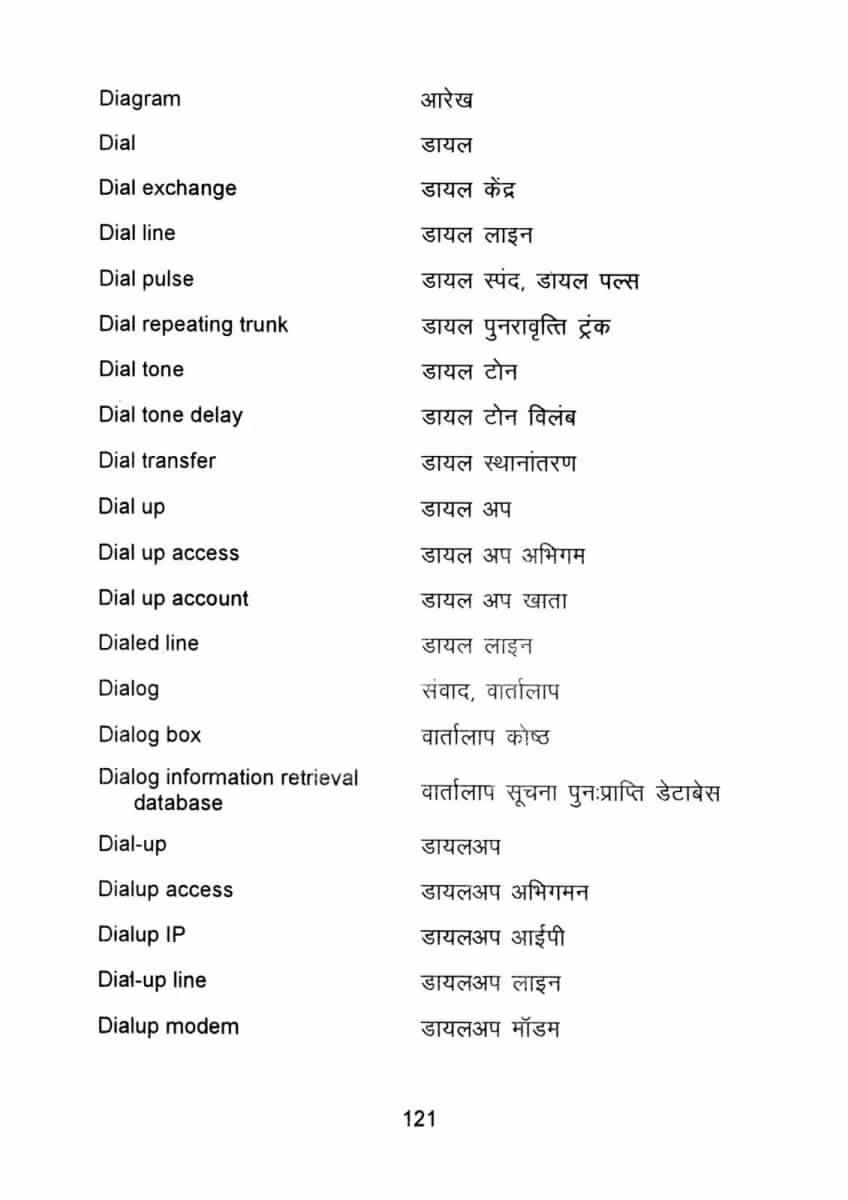 Diagram आरेख
Dial डायल
Dial exchange डायल केंद्र
Dial line डायल लाइन
Dial pulse डायल स्पंद, डायल पल्स
Dial repeating trunk डायल पुनरावृत्ति ट्रंक
Dial tone डायल टोन
Dial tone delay डायल टोन विलंब
Dial transfer डायल स्थानांतरण
Dial up डायल अप
Dial up access डायल अप अभिगम
Dial up account डायल अप खाता
Dialed line डायल लाइन
Dialog संवाद, वार्तालाप
Dialog box वार्तालाप कोष्ठ
Dialog information retrieval
database वार्तालाप सूचना पुनःप्राप्ति डेटाबेस
Dial-up डायलअप
Dialup access डायलअप अभिगमन
Dialup IP डायलअप आईपी
Dial-up line डायलअप लाइन
Dialup modem डायलअप मॉडम
121